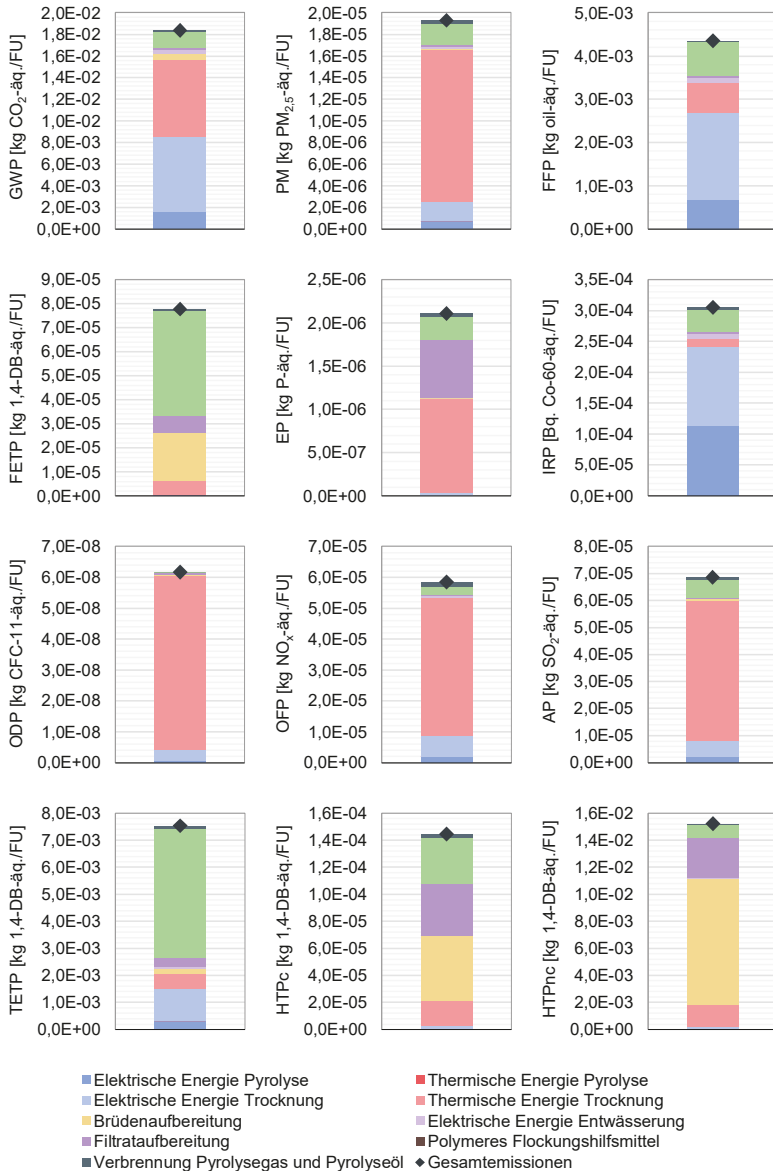 GWP [kg CO₂-äq./FU]
2,0E-02
1,8E-02
1,6E-02
1,4E-02
1,2E-02
1,0E-02
8,0E-03
6,0E-03
4,0E-03
2,0E-03
0,0E+00
PM [kg PM₂,₅-äq./FU]
2,0E-05
1,8E-05
1,6E-05
1,4E-05
1,2E-05
1,0E-05
8,0E-06
6,0E-06
4,0E-06
2,0E-06
0,0E+00
FFP [kg oil-äq./FU]
5,0E-03
4,0E-03
3,0E-03
2,0E-03
1,0E-03
0,0E+00
FETP [kg 1,4-DB-äq./FU]
9,0E-05
8,0E-05
7,0E-05
6,0E-05
5,0E-05
4,0E-05
3,0E-05
2,0E-05
1,0E-05
0,0E+00
EP [kg P-äq./FU]
2,5E-06
2,0E-06
1,5E-06
1,0E-06
5,0E-07
0,0E+00
IRP [Bq. Co-60-äq./FU]
3,5E-04
3,0E-04
2,5E-04
2,0E-04
1,5E-04
1,0E-04
5,0E-05
0,0E+00
ODP [kg CFC-11-äq./FU]
7,0E-08
6,0E-08
5,0E-08
4,0E-08
3,0E-08
2,0E-08
1,0E-08
0,0E+00
OFP [kg NOₓ-äq./FU]
7,0E-05
6,0E-05
5,0E-05
4,0E-05
3,0E-05
2,0E-05
1,0E-05
0,0E+00
AP [kg SO₂-äq./FU]
8,0E-05
7,0E-05
6,0E-05
5,0E-05
4,0E-05
3,0E-05
2,0E-05
1,0E-05
0,0E+00
TETP [kg 1,4-DB-äq./FU]
8,0E-03
7,0E-03
6,0E-03
5,0E-03
4,0E-03
3,0E-03
2,0E-03
1,0E-03
0,0E+00
HTPc [kg 1,4-DB-äq./FU]
1,6E-04
1,4E-04
1,2E-04
1,0E-04
8,0E-05
6,0E-05
4,0E-05
2,0E-05
0,0E+00
HTPnc [kg 1,4-DB-äq./FU]
1,6E-02
1,4E-02
1,2E-02
1,0E-02
8,0E-03
6,0E-03
4,0E-03
2,0E-03
0,0E+00
Elektrische Energie Pyrolyse
Thermische Energie Pyrolyse
Elektrische Energie Trocknung
Thermische Energie Trocknung
Brüdenaufbereitung
Elektrische Energie Entwässerung
Filtrataufbereitung
Polymeres Flockungshilfsmittel
Verbrennung Pyrolysegas und Pyrolyseöl
Gesamtemissionen